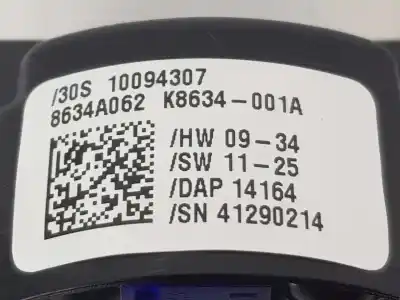 /30S 10094307
8634A062 K8634-001A
/HW 09-34
/SW 11-25
/DAP 14164
/SN 41290214